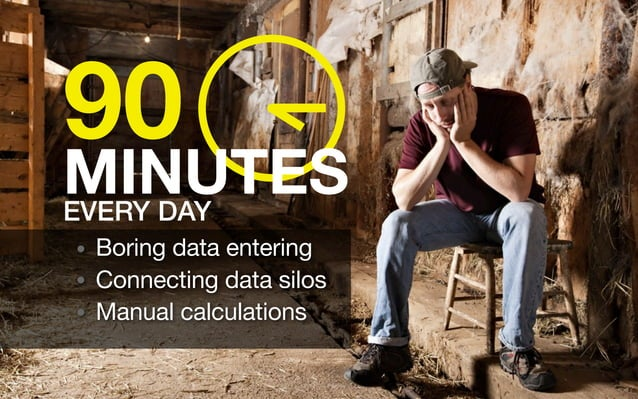 90
MINUTES
EVERY DAY
• Boring data entering
• Connecting data silos
• Manual calculations